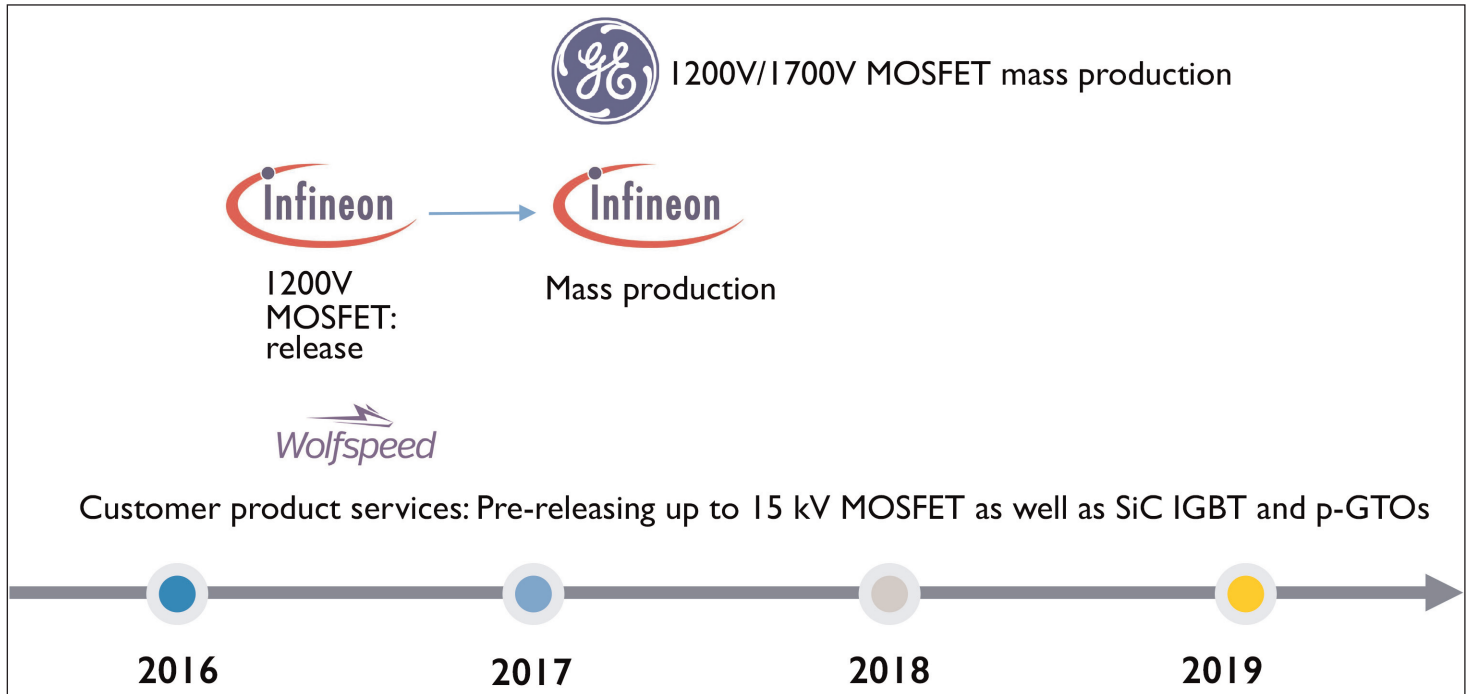 GE
1200V/1700V MOSFET mass production
infineon
infineon
1200V
MOSFET:
release
Mass production
Wolfspeed
Customer product services: Pre-releasing up to 15 kV MOSFET as well as SiC IGBT and p-GTOs
2016
2017
2018
2019